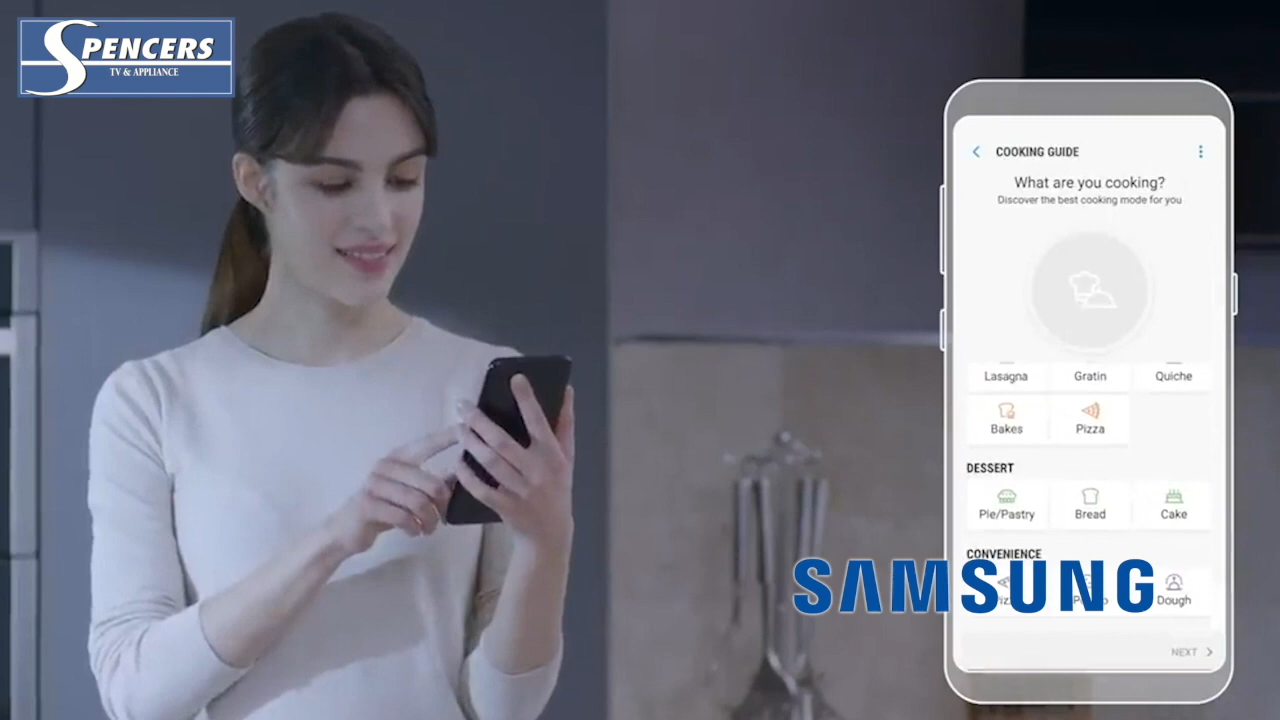 SPENCERS
TV & APPLIANCE
COOKING GUIDE
What are you cooking?
Discover the best cooking mode for you
Lasagna Gratin Quiche
Bakes Pizza
DESSERT
Pie/Pastry Bread Cake
CONVENIENCE
SAMSUNG
Dough
NEXT